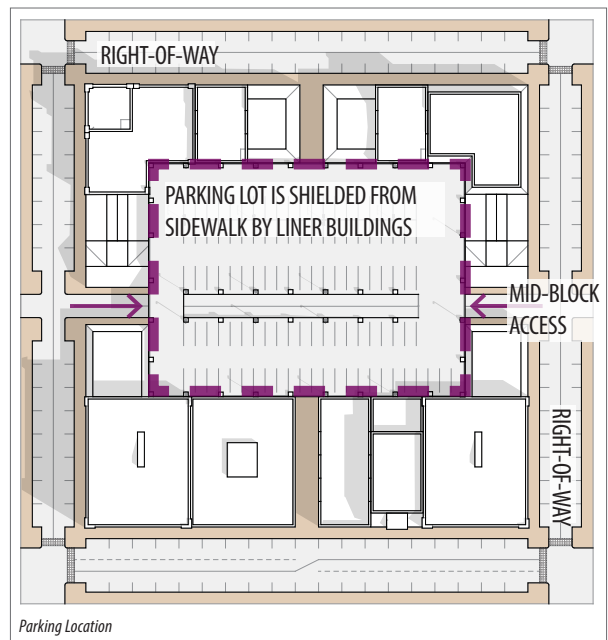 RIGHT-OF-WAY
PARKING LOT IS SHIELDED FROM
SIDEWALK BY LINER BUILDINGS
MID-BLOCK
ACCESS
RIGHT-OF-WAY
Parking Location